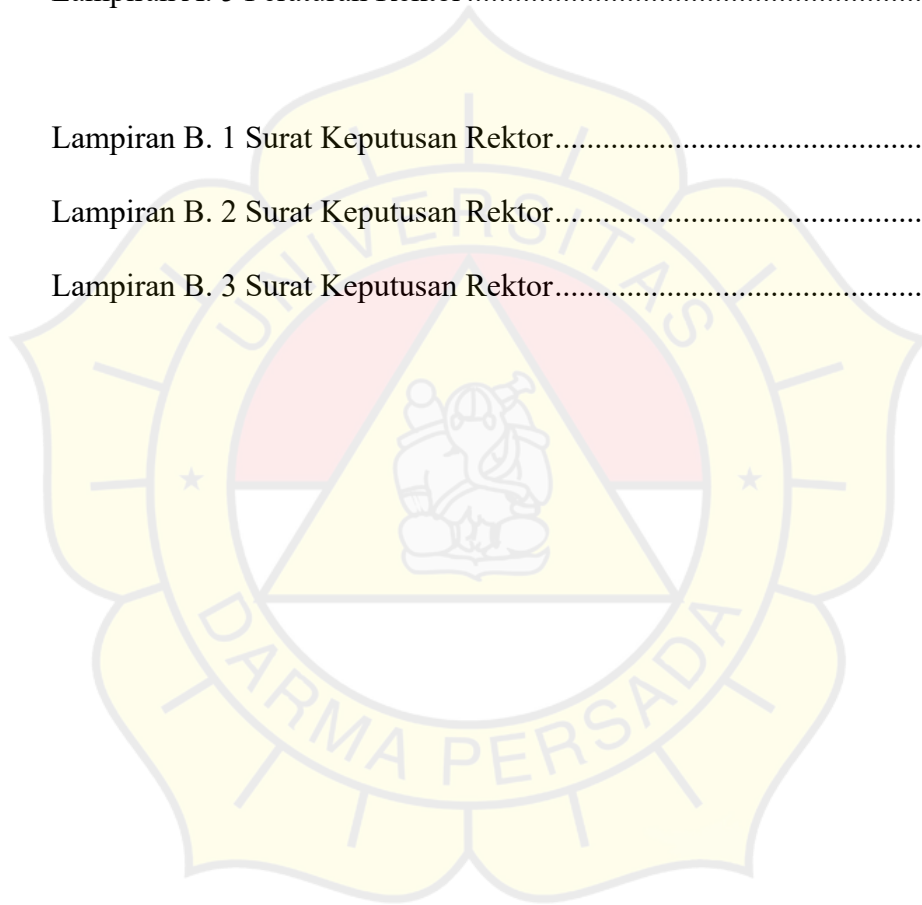 Lampiran B. 1 Surat Keputusan Rektor................................................
Lampiran B. 2 Surat Keputusan Rektor................................................
Lampiran B. 3 Surat Keputusan Rektor................................................
UNIVERSITAS
DARMA PERSADA